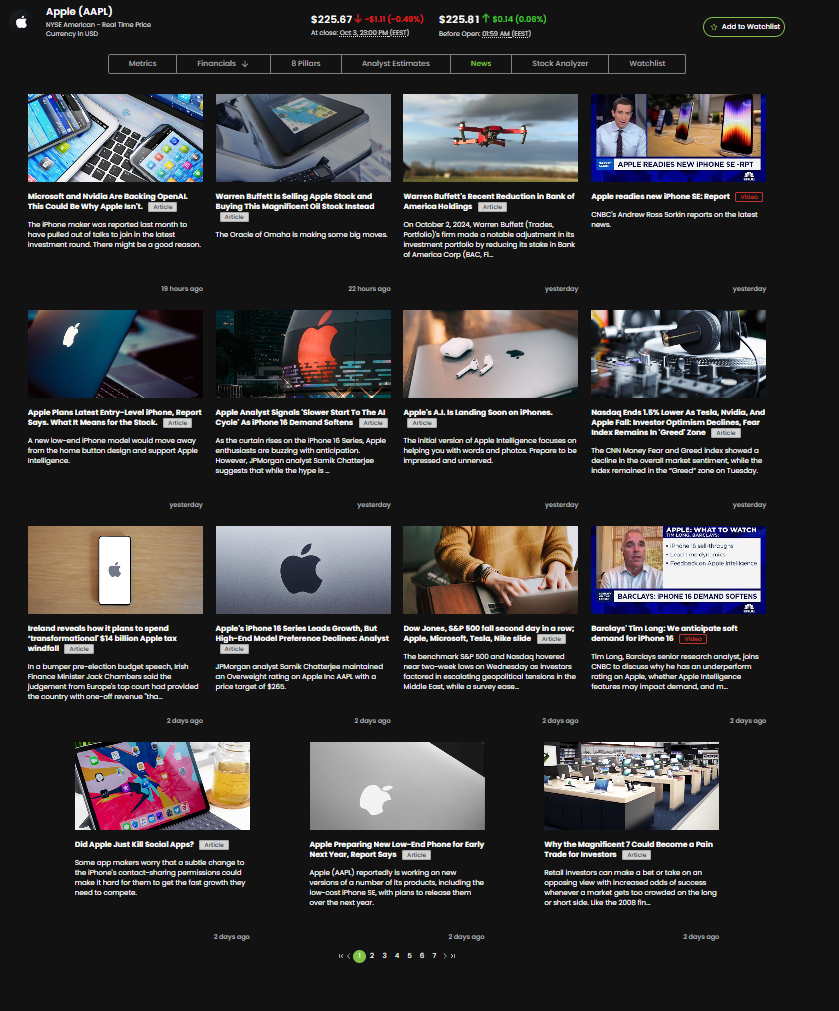 Apple (AAPL)
NYSE American - Real Time Price
Currency in USD
$225.67 ↓ -$1.11 (-0.49%)
At close: Oct 3, 23:00 PM (EEST)
$225.81 ↑ $0.14 (0.06%)
Before Open: 01:59 AM (EEST)
Add to Watchlist
Metrics
Financials ↓
8 Pillars
Analyst Estimates
News
Stock Analyzer
Watchlist
Microsoft and Nvidia Are Backing OpenAI.
This Could Be Why Apple Isn't. Article
The iPhone maker was reported last month to
have pulled out of talks to join in the latest
investment round. There might be a good reason.
19 hours ago
Warren Buffett Is Selling Apple Stock and
Buying This Magnificent Oil Stock Instead
Article
The Oracle of Omaha is making some big moves.
22 hours ago
Warren Buffett's Recent Reduction in Bank of
America Holdings Article
On October 2, 2024, Warren Buffett (Trades,
Portfolio)'s firm made a notable adjustment in its
investment portfolio by reducing its stake in Bank
of America Corp (BAC, Fi...
yesterday
APPLE READIES NEW IPHONE SE -RPT
CNBC
Apple readies new iPhone SE: Report Video
CNBC's Andrew Ross Sorkin reports on the latest
news.
yesterday
Apple Plans Latest Entry-Level iPhone, Report
Says. What It Means for the Stock. Article
A new low-end iPhone model would move away
from the home button design and support Apple
Intelligence.
yesterday
Apple Analyst Signals 'Slower Start To The AI
Cycle' As iPhone 16 Demand Softens Article
As the curtain rises on the iPhone 16 Series, Apple
enthusiasts are buzzing with anticipation.
However, JPMorgan analyst Samik Chatterjee
suggests that while the hype is ...
yesterday
Apple's A.I. Is Landing Soon on iPhones.
Article
The initial version of Apple Intelligence focuses on
helping you with words and photos. Prepare to be
impressed and unnerved.
yesterday
Nasdaq Ends 1.5% Lower As Tesla, Nvidia, And
Apple Fall: Investor Optimism Declines, Fear
Index Remains In 'Greed' Zone Article
The CNN Money Fear and Greed index showed a
decline in the overall market sentiment, while the
index remained in the “Greed” zone on Tuesday.
yesterday
Ireland reveals how it plans to spend
‘transformational’ $14 billion Apple tax
windfall Article
In a bumper pre-election budget speech, Irish
Finance Minister Jack Chambers said the
judgement from Europe's top court had provided
the country with one-off revenue "tha...
2 days ago
Apple's iPhone 16 Series Leads Growth, But
High-End Model Preference Declines: Analyst
Article
JPMorgan analyst Samik Chatterjee maintained
an Overweight rating on Apple Inc AAPL with a
price target of $265.
2 days ago
Dow Jones, S&P 500 fall second day in a row;
Apple, Microsoft, Tesla, Nike slide Article
The benchmark S&P 500 and Nasdaq hovered
near two-week lows on Wednesday as investors
factored in escalating geopolitical tensions in the
Middle East, while a survey ease...
2 days ago
APPLE: WHAT TO WATCH
TIM LONG, BARCLAYS:
• iPhone 16 sell-throughs
• Lead time dynamics
• Feedback on Apple Intelligence
BARCLAYS: IPHONE 16 DEMAND SOFTENS
CNBC
Barclays' Tim Long: We anticipate soft
demand for iPhone 16 Video
Tim Long, Barclays senior research analyst, joins
CNBC to discuss why he has an underperform
rating on Apple, whether Apple Intelligence
features may impact demand, and m...
2 days ago
Did Apple Just Kill Social Apps? Article
Some app makers worry that a subtle change to
the iPhone's contact-sharing permissions could
make it hard for them to get the fast growth they
need to compete.
2 days ago
Apple Preparing New Low-End Phone for Early
Next Year, Report Says Article
Apple (AAPL) reportedly is working on new
versions of a number of its products, including the
low-cost iPhone SE, with plans to release them
over the next year.
2 days ago
Why the Magnificent 7 Could Become a Pain
Trade for Investors Article
Retail investors can make a bet or take on an
opposing view with increased odds of success
whenever a market gets too crowded on the long
or short side. Like the 2008 fin...
2 days ago
1 2 3 4 5 6 7